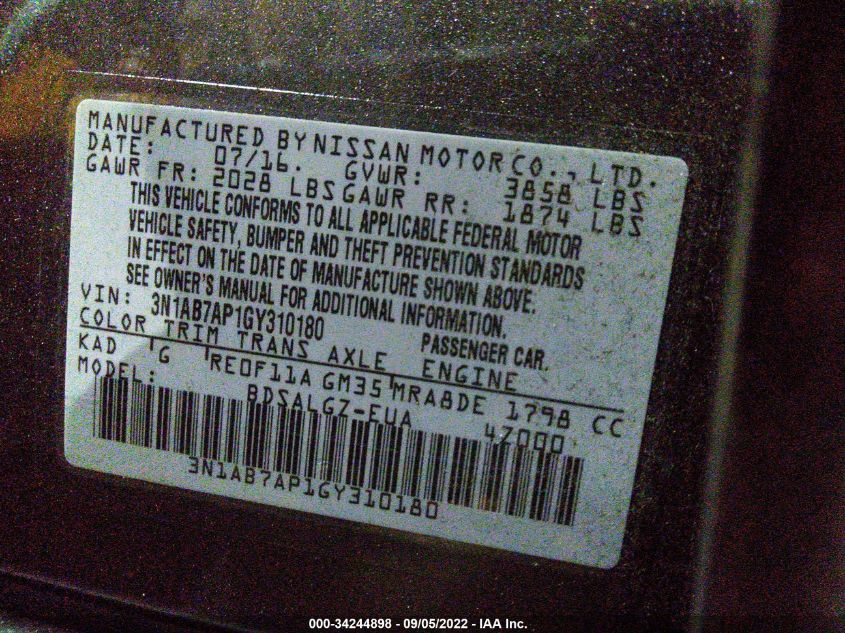 MANUFACTURED BY NISSAN MOTOR CO., LTD.
DATE: 07/16. GVWR: 3858 LBS
GAWR FR: 2028 LBS GAWR RR: 1874 LBS
THIS VEHICLE CONFORMS TO ALL APPLICABLE FEDERAL MOTOR
VEHICLE SAFETY, BUMPER AND THEFT PREVENTION STANDARDS
IN EFFECT ON THE DATE OF MANUFACTURE SHOWN ABOVE.
SEE OWNER'S MANUAL FOR ADDITIONAL INFORMATION.
VIN: 3N1AB7AP1GY310180 PASSENGER CAR.
COLOR TRIM TRANS AXLE ENGINE
KAD G RE0F11A GM35 MRA8DE 1798 CC
MODEL: BDSALGZ-EUA 4Z000
3N1AB7AP1GY310180
000-34244898 - 09/05/2022 - IAA Inc.